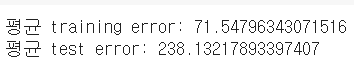 평균 training error: 71.54796343071516
평균 test error: 238.13217893397407